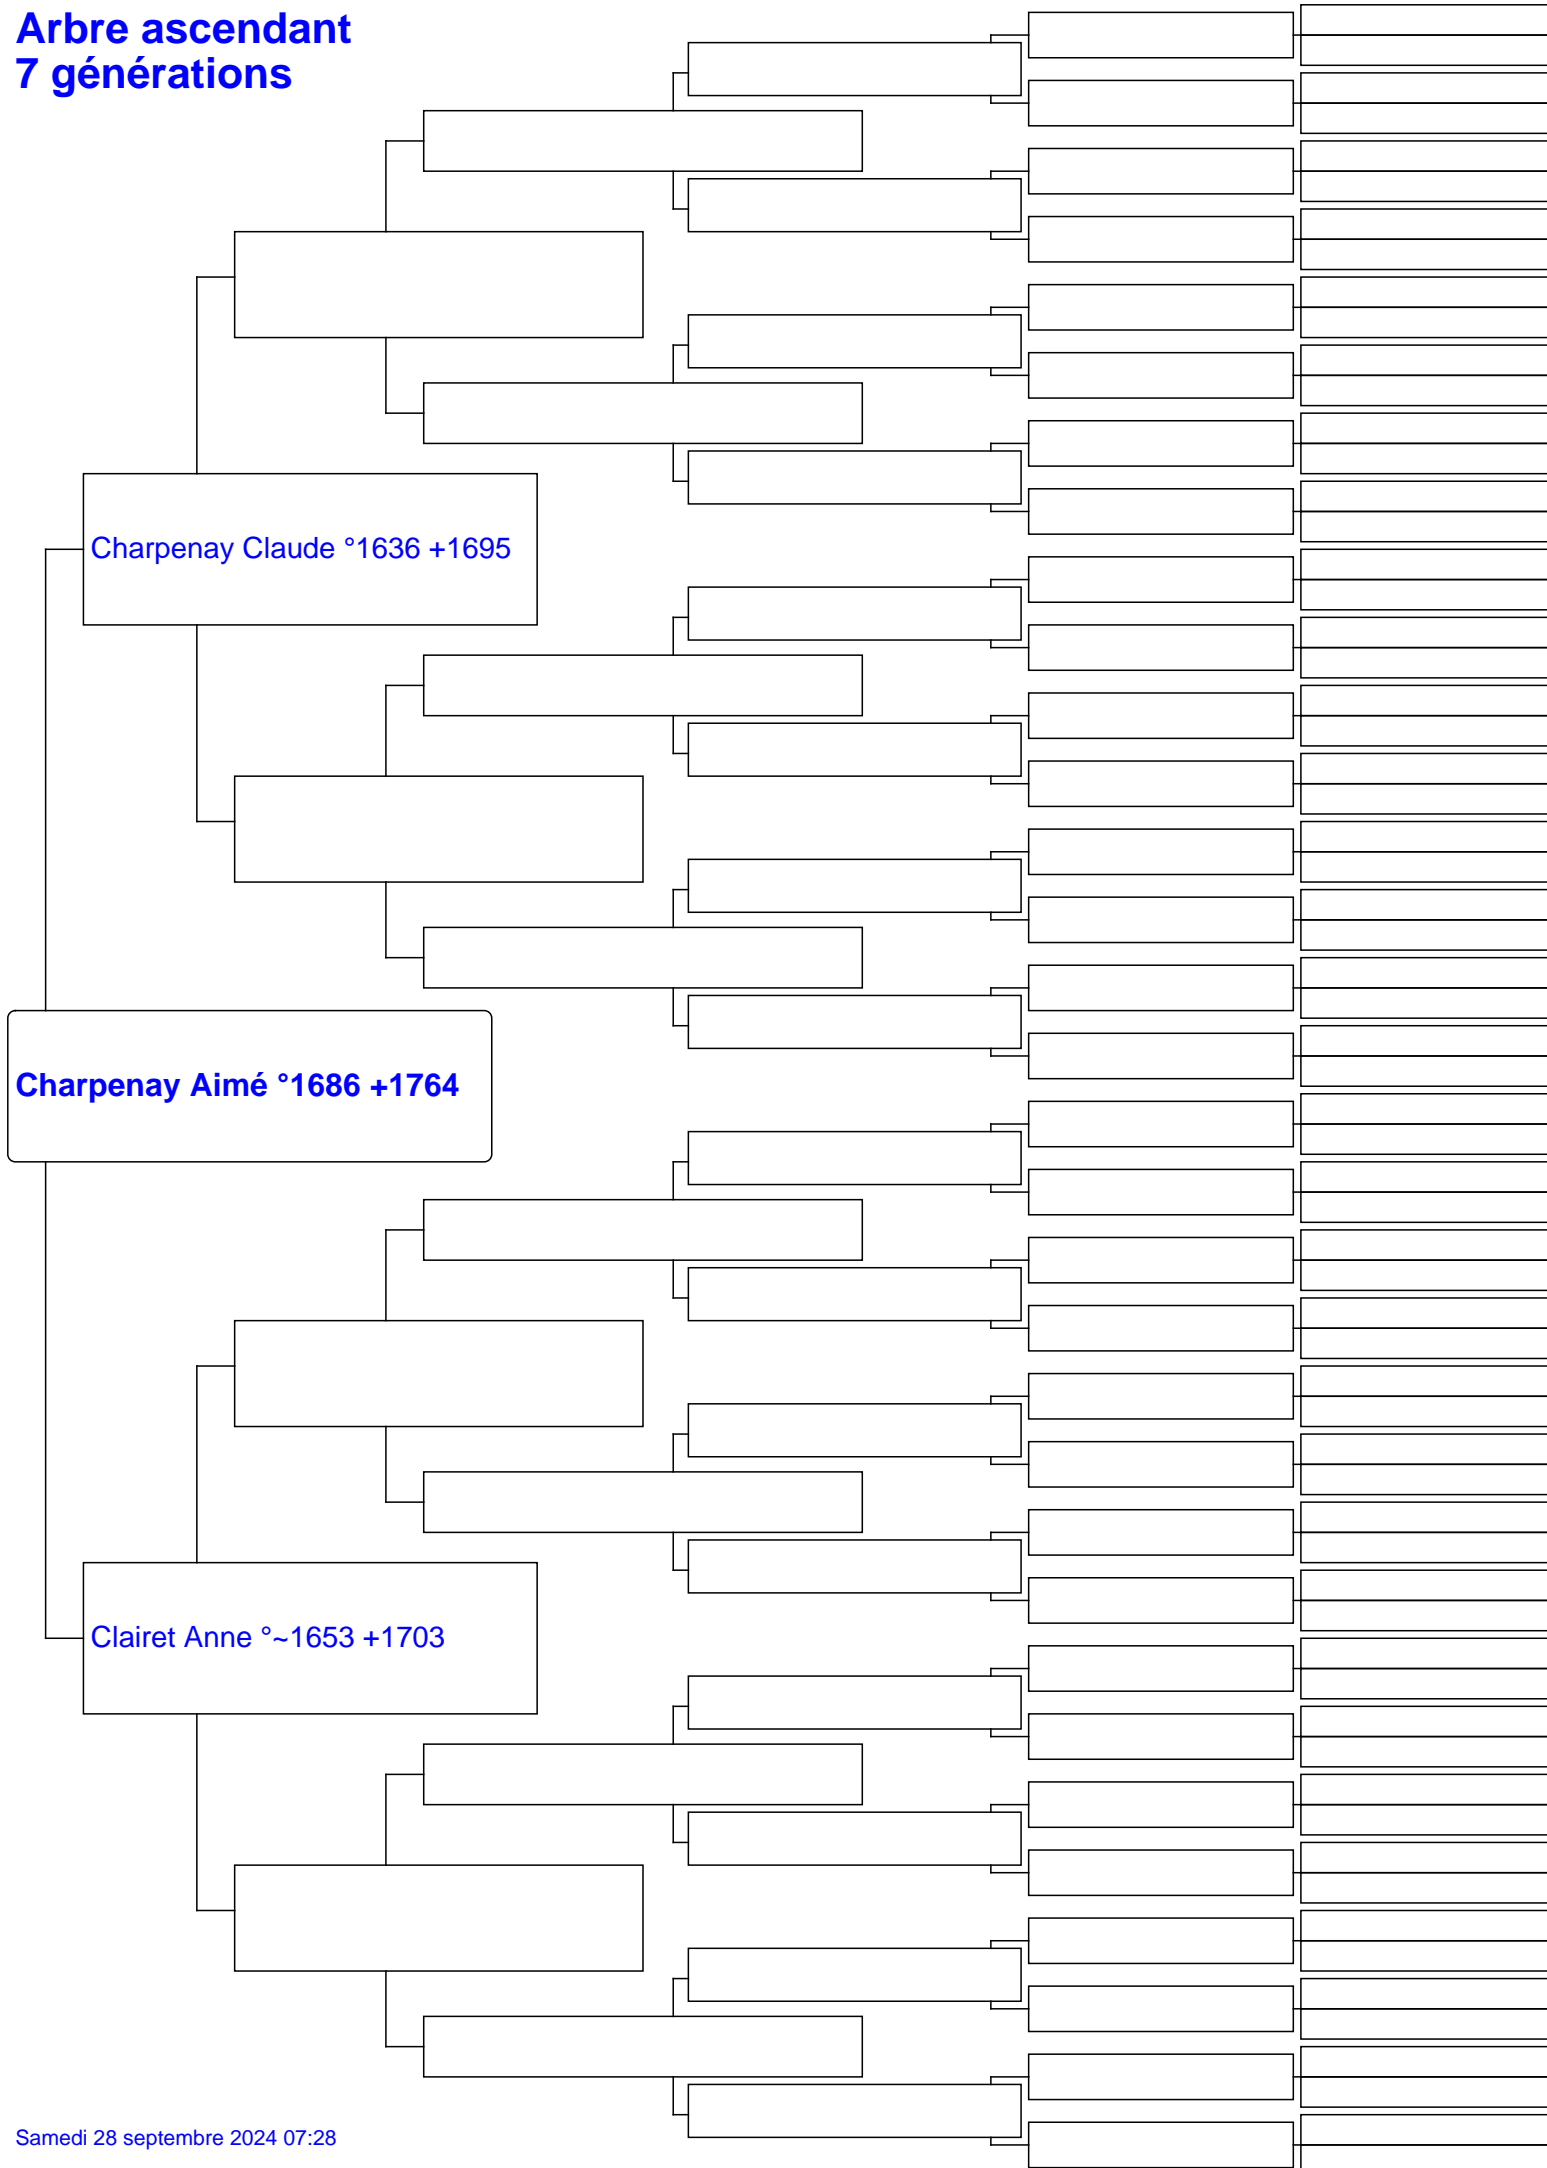 Arbre ascendant
7 générations
Charpenay Claude °1636 +1695
Charpenay Aimé °1686 +1764
Clairet Anne °~1653 +1703
Samedi 28 septembre 2024 07:28